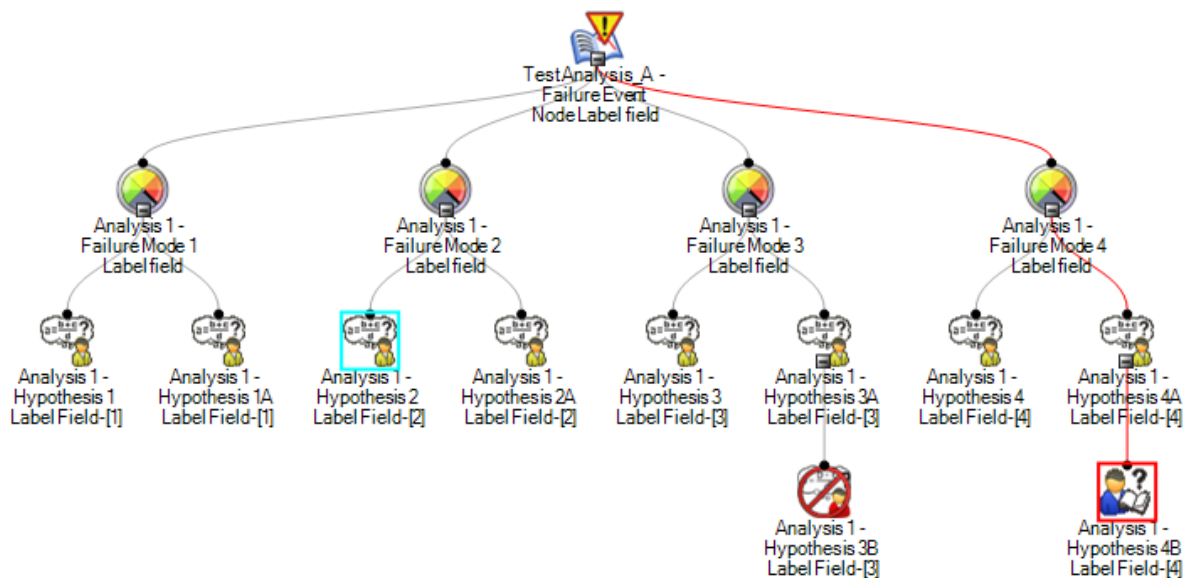 TestAnalysis_A -
Failure Event
Node Label field
Analysis 1 -
Failure Mode 1
Label field
Analysis 1 -
Failure Mode 2
Label field
Analysis 1 -
Failure Mode 3
Label field
Analysis 1 -
Failure Mode 4
Label field
Analysis 1 -
Hypothesis 1
Label Field-[1]
Analysis 1 -
Hypothesis 1A
Label Field-[1]
Analysis 1 -
Hypothesis 2
Label Field-[2]
Analysis 1 -
Hypothesis 2A
Label Field-[2]
Analysis 1 -
Hypothesis 3
Label Field-[3]
Analysis 1 -
Hypothesis 3A
Label Field-[3]
Analysis 1 -
Hypothesis 4
Label Field-[4]
Analysis 1 -
Hypothesis 4A
Label Field-[4]
Analysis 1 -
Hypothesis 3B
Label Field-[3]
Analysis 1 -
Hypothesis 4B
Label Field-[4]